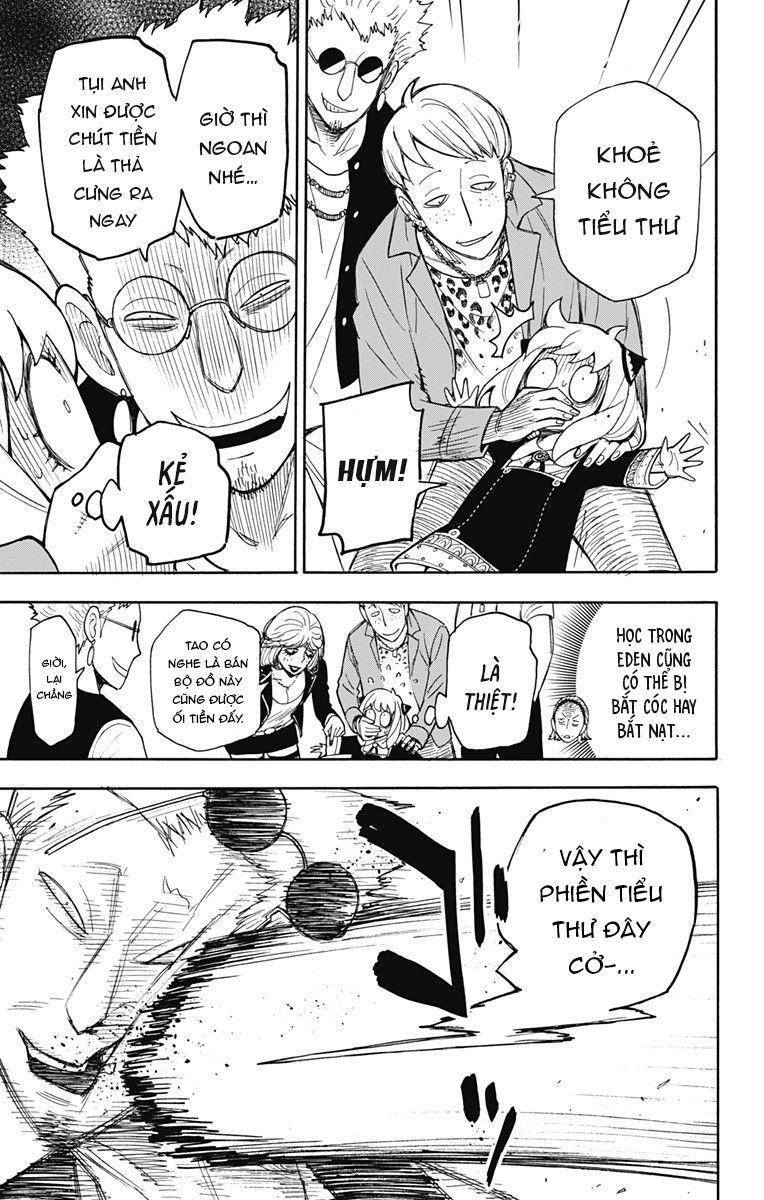 KHOẺ
KHÔNG
TIỂU THƯ
HỰM!
GIỜ THÌ
NGOAN
NHÉ...
TỤI ANH
XIN ĐƯỢC
CHÚT TIỀN
LÀ THẢ
CƯNG RA
NGAY
KẺ
XẤU!
HỌC TRONG
EDEN CŨNG
CÓ THỂ BỊ
BẮT CÓC HAY
BẮT NẠT...
LÀ
THIỆT!
TAO CÓ
NGHE LÀ BÁN
BỘ ĐỒ NÀY
CŨNG ĐƯỢC
ỐI TIỀN ĐẤY.
GIỜI,
LẠI
CHẲNG
VẬY THÌ
PHIỀN TIỂU
THƯ ĐÂY
CỞ-...
ゴッ